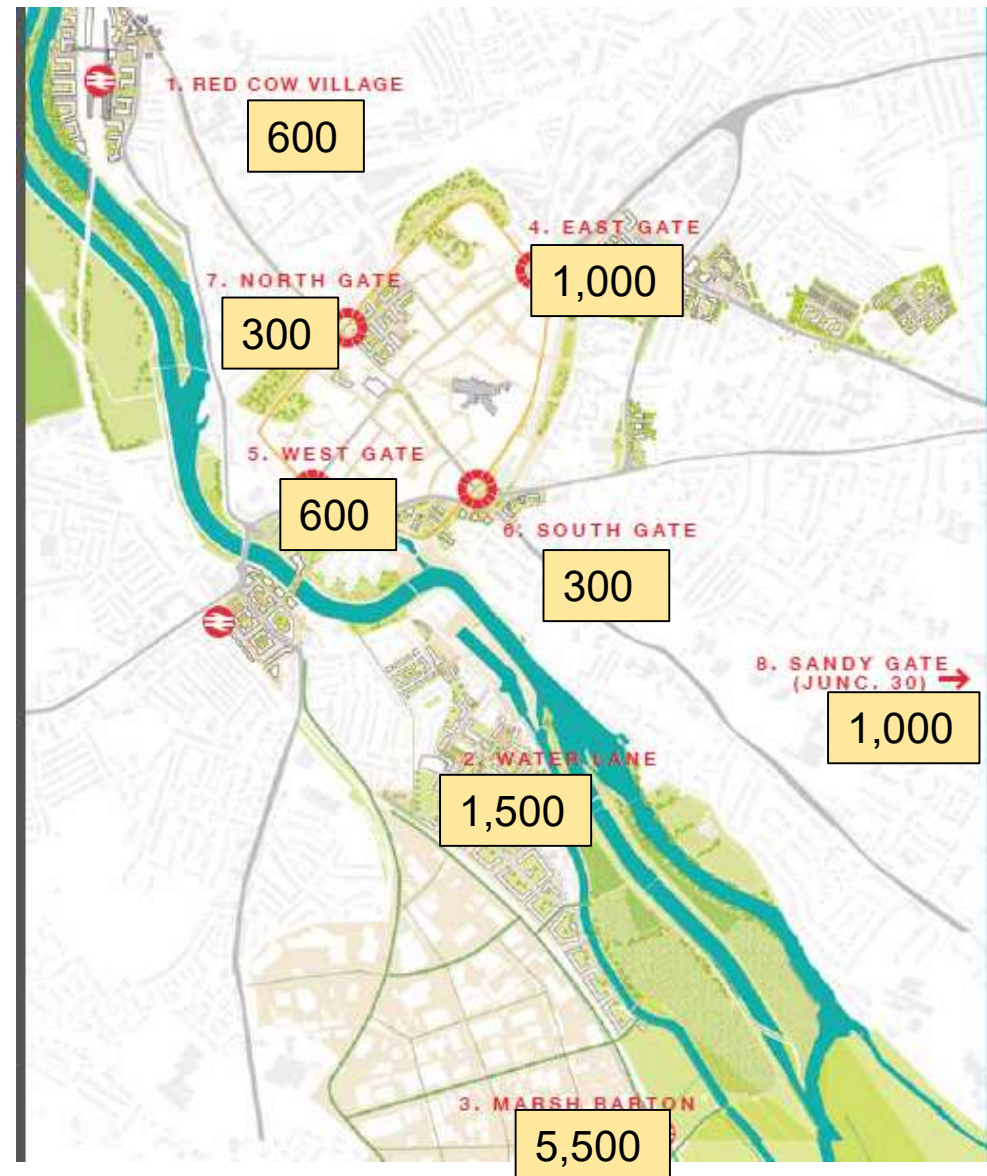 1. RED COW VILLAGE
600
4. EAST GATE
1,000
7. NORTH GATE
300
5. WEST GATE
600
6. SOUTH GATE
300
8. SANDY GATE
(JUNC. 30)
1,000
2. WATER LANE
1,500
3. MARSH BARTON
5,500